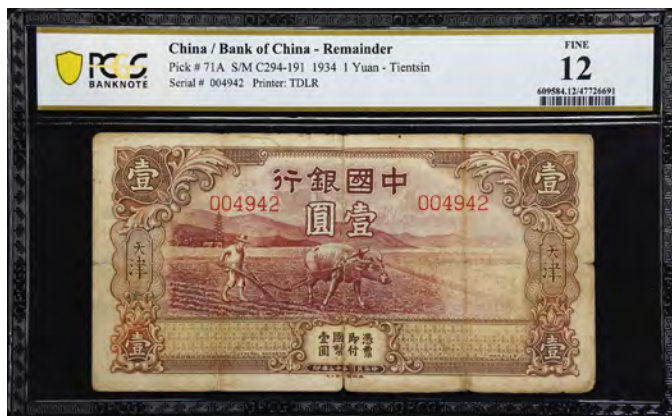 PCGS
BANKNOTE
China / Bank of China - Remainder
Pick # 71A S/M C294-191 1934 1 Yuan - Tientsin
Serial # 004942 Printer: TDLR
FINE
12
609584.12/47726691
行銀國中
壹 壹
004942 004942
圓壹
天津 天津
壹 壹
憑票
即付
國幣
壹圓